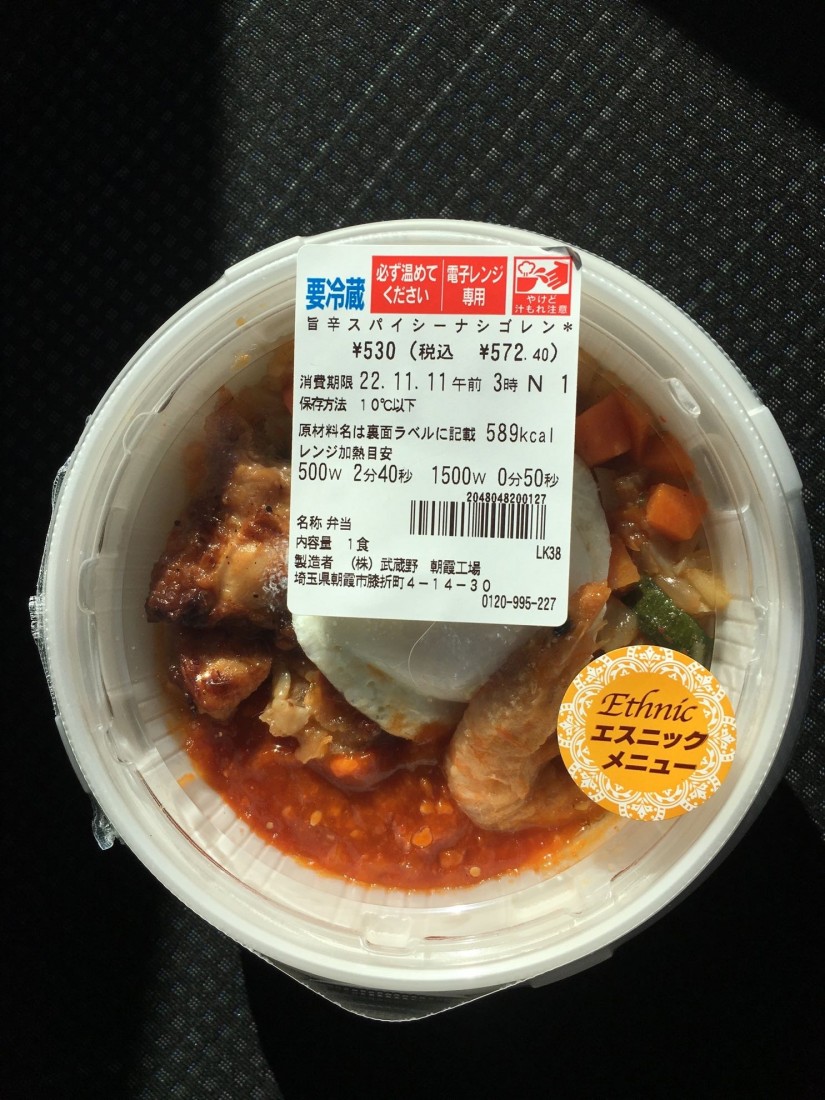 要冷蔵
必ず温めて
ください
電子レンジ
専用
やけど
汁もれ注意
旨辛スパイシーナシゴレン*
¥530 (税込 ¥572.40)
消費期限 22.11.11午前 3時 N 1
保存方法 10℃以下
原材料名は裏面ラベルに記載 589kcal
レンジ加熱目安
500W 2分40秒 1500W 0分50秒
2048048200127
LK38
名称 弁当
内容量 1食
製造者 (株) 武蔵野 朝霞工場
埼玉県朝霞市膝折町4-14-30
0120-995-227
Ethnic
エスニック
メニュー